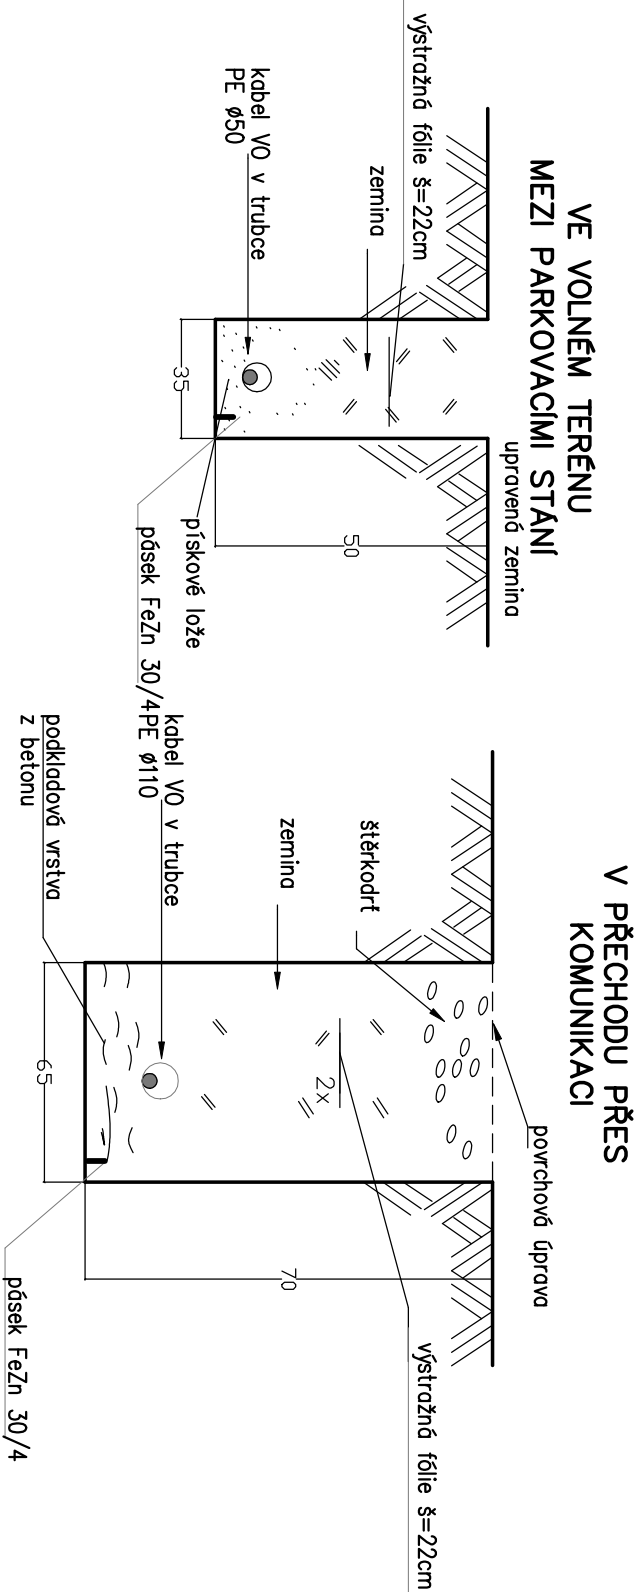 VE VOLNÉM TERÉNU
MEZI PARKOVACÍMI STÁNÍ
upravená zemina
výstražná fólie š=22cm
zemina
kabel VO v trubce
PE ø50
35
50
pískové lože
pásek FeZn 30/4
V PŘECHODU PŘES
KOMUNIKACI
povrchová úprava
štěrkodrť
zemina
kabel VO v trubce
PE ø110
podkladová vrstva
z betonu
2x
65
70
výstražná fólie š=22cm
pásek FeZn 30/4